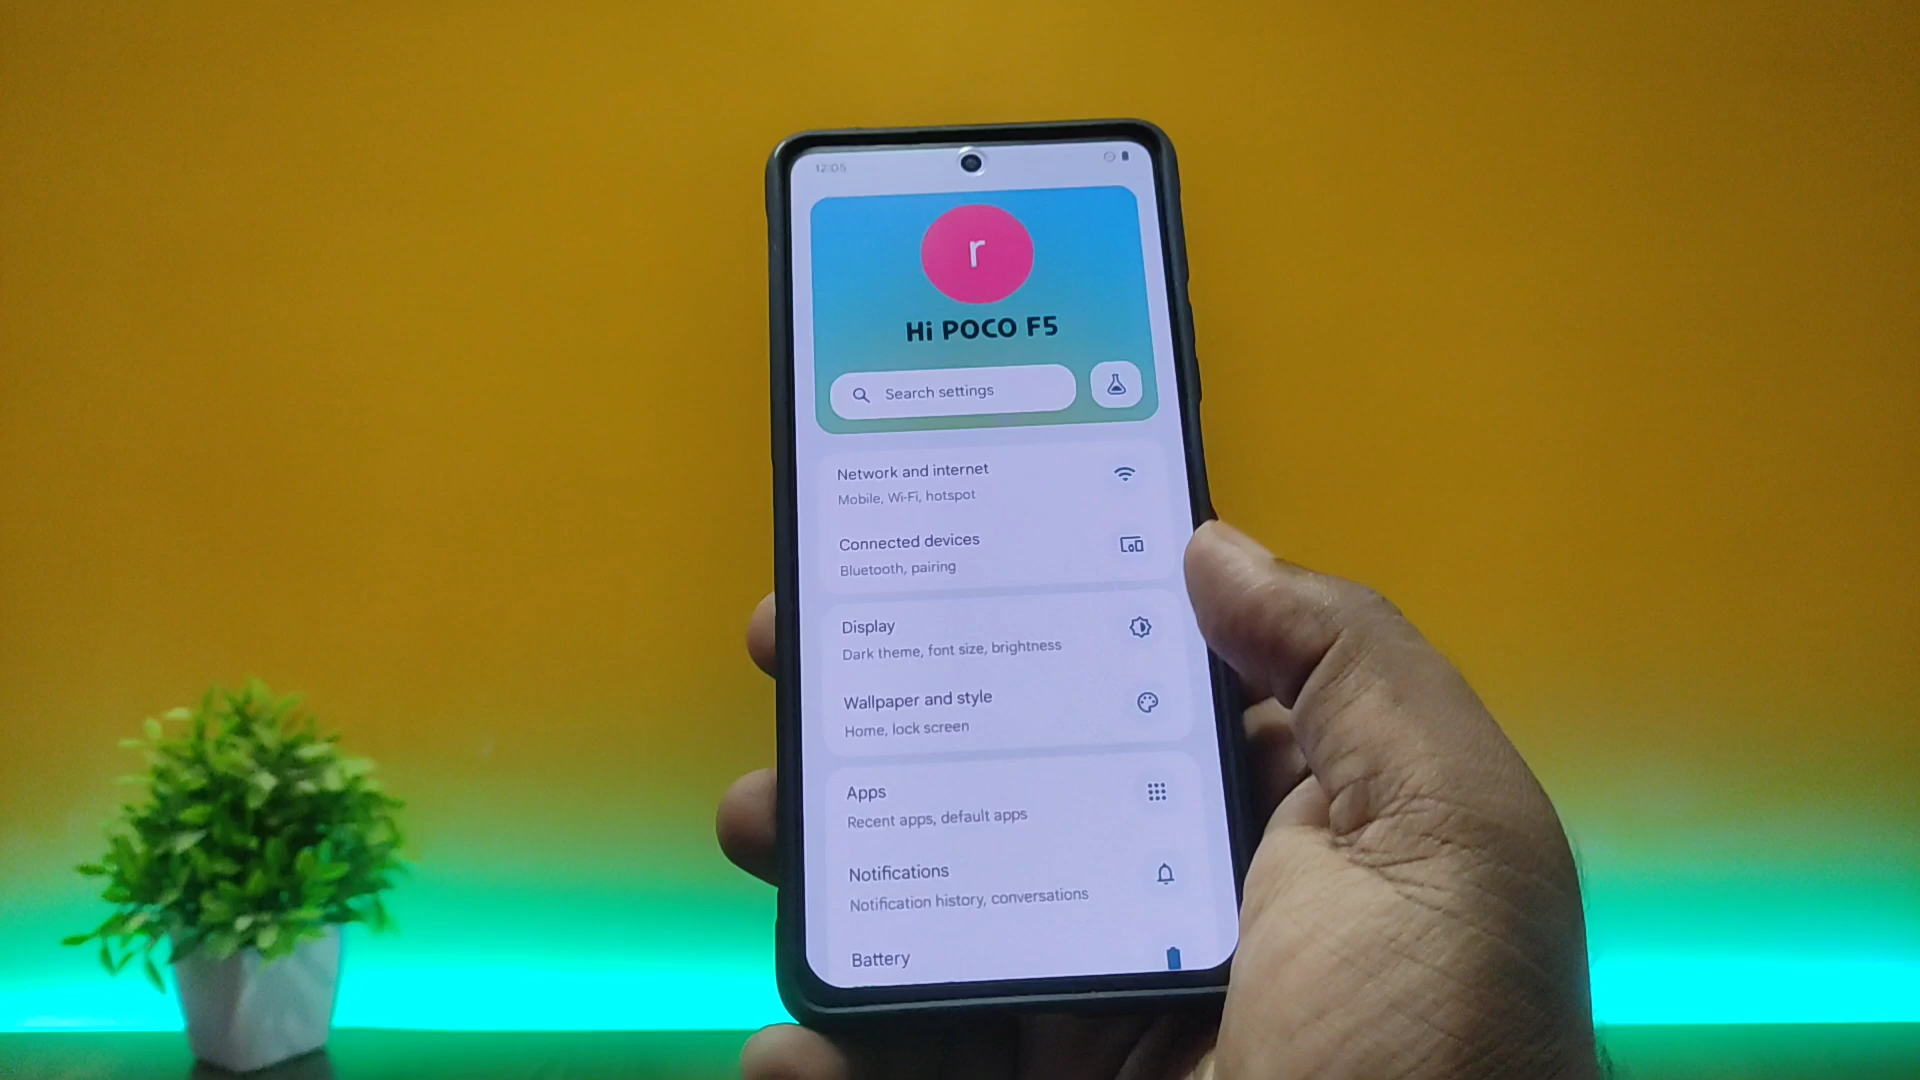 12:05
r
Hi POCO F5
Search settings
Network and internet
Mobile, Wi-Fi, hotspot
Connected devices
Bluetooth, pairing
Display
Dark theme, font size, brightness
Wallpaper and style
Home, lock screen
Apps
Recent apps, default apps
Notifications
Notification history, conversations
Battery